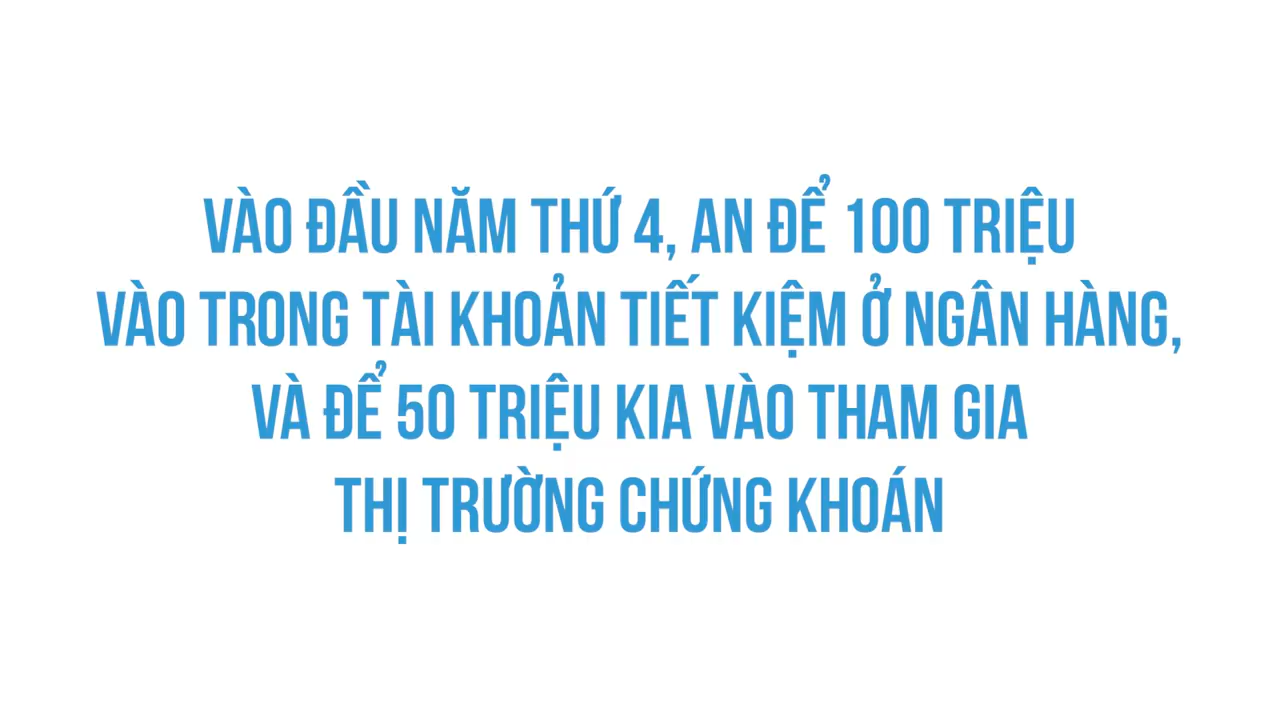 VÀO ĐẦU NĂM THỨ 4, AN ĐỂ 100 TRIỆU
VÀO TRONG TÀI KHOẢN TIẾT KIỆM Ở NGÂN HÀNG,
VÀ ĐỂ 50 TRIỆU KIA VÀO THAM GIA
THỊ TRƯỜNG CHỨNG KHOÁN